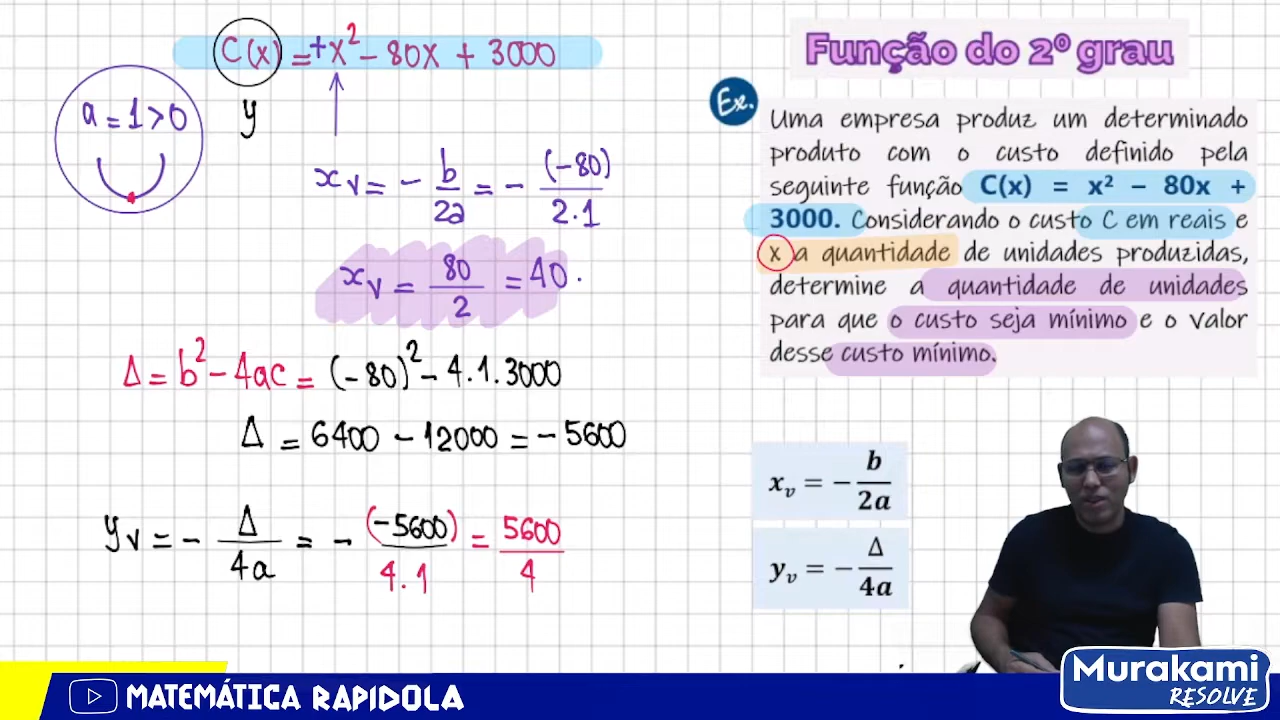 C(x) = +x² - 80x + 3000
a = 1 > 0
y
xv = - b/2a = - (-80)/2.1
xv = 80/2 = 40.
Δ = b² - 4ac = (-80)² - 4.1.3000
Δ = 6400 - 12000 = - 5600
yv = - Δ/4a = - (-5600)/4.1 = 5600/4
Função do 2º grau
Ex.
Uma empresa produz um determinado
produto com o custo definido pela
seguinte função C(x) = x² – 80x +
3000. Considerando o custo C em reais e
x a quantidade de unidades produzidas,
determine a quantidade de unidades
para que o custo seja mínimo e o valor
desse custo mínimo.
xv = - b/2a
yv = - Δ/4a
MATEMÁTICA RAPIDOLA
Murakami
RESOLVE